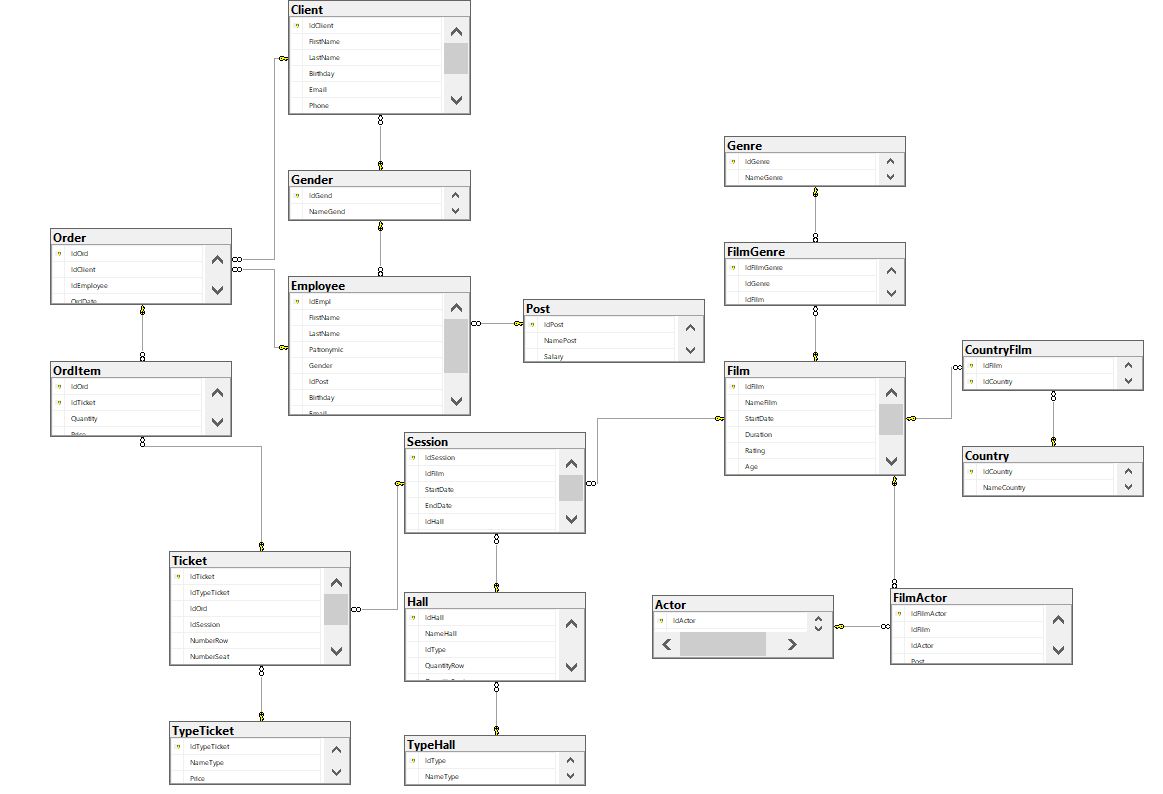 Client
IdClient
FirstName
LastName
Birthday
Email
Phone
Gender
IdGend
NameGend
Order
IdOrd
IdClient
IdEmployee
OrdDate
Employee
IdEmpl
FirstName
LastName
Patronymic
Gender
IdPost
Birthday
Email
Post
IdPost
NamePost
Salary
Genre
IdGenre
NameGenre
FilmGenre
IdFilmGenre
IdGenre
IdFilm
OrdItem
IdOrd
IdTicket
Quantity
Price
Film
IdFilm
NameFilm
StartDate
Duration
Rating
Age
CountryFilm
IdFilm
IdCountry
Country
IdCountry
NameCountry
Session
IdSession
IdFilm
StartDate
EndDate
IdHall
Ticket
IdTicket
IdTypeTicket
IdOrd
IdSession
NumberRow
NumberSeat
Hall
IdHall
NameHall
IdType
QuantityRow
Actor
IdActor
FilmActor
IdFilmActor
IdFilm
IdActor
Post
TypeTicket
IdTypeTicket
NameType
Price
TypeHall
IdType
NameType